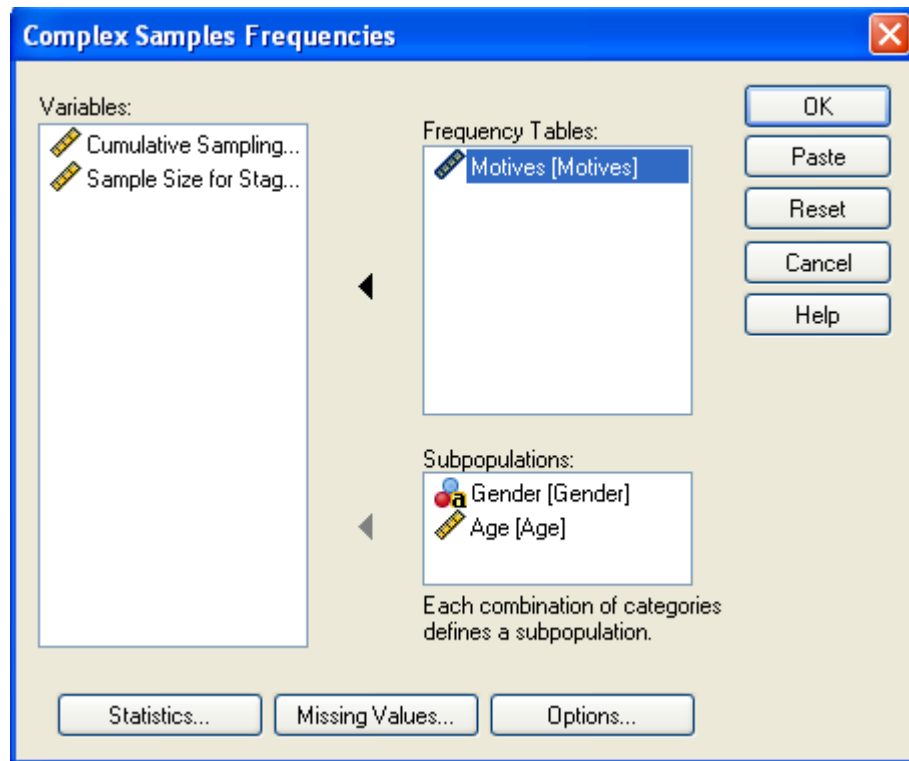 Complex Samples Frequencies
Variables:
Cumulative Sampling...
Sample Size for Stag...
Frequency Tables:
Motives [Motives]
Subpopulations:
a Gender [Gender]
Age [Age]
Each combination of categories
defines a subpopulation.
OK
Paste
Reset
Cancel
Help
Statistics...
Missing Values...
Options...